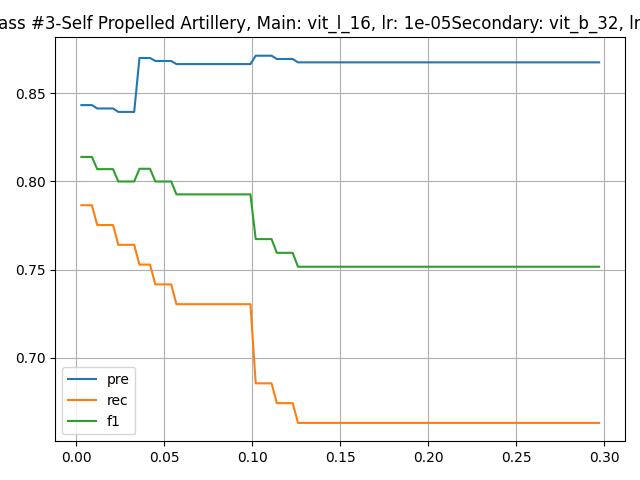 ass #3-Self Propelled Artillery, Main: vit_l_16, lr: 1e-05Secondary: vit_b_32, lr
0.85
0.80
0.75
0.70
pre
rec
f1
0.00 0.05 0.10 0.15 0.20 0.25 0.30